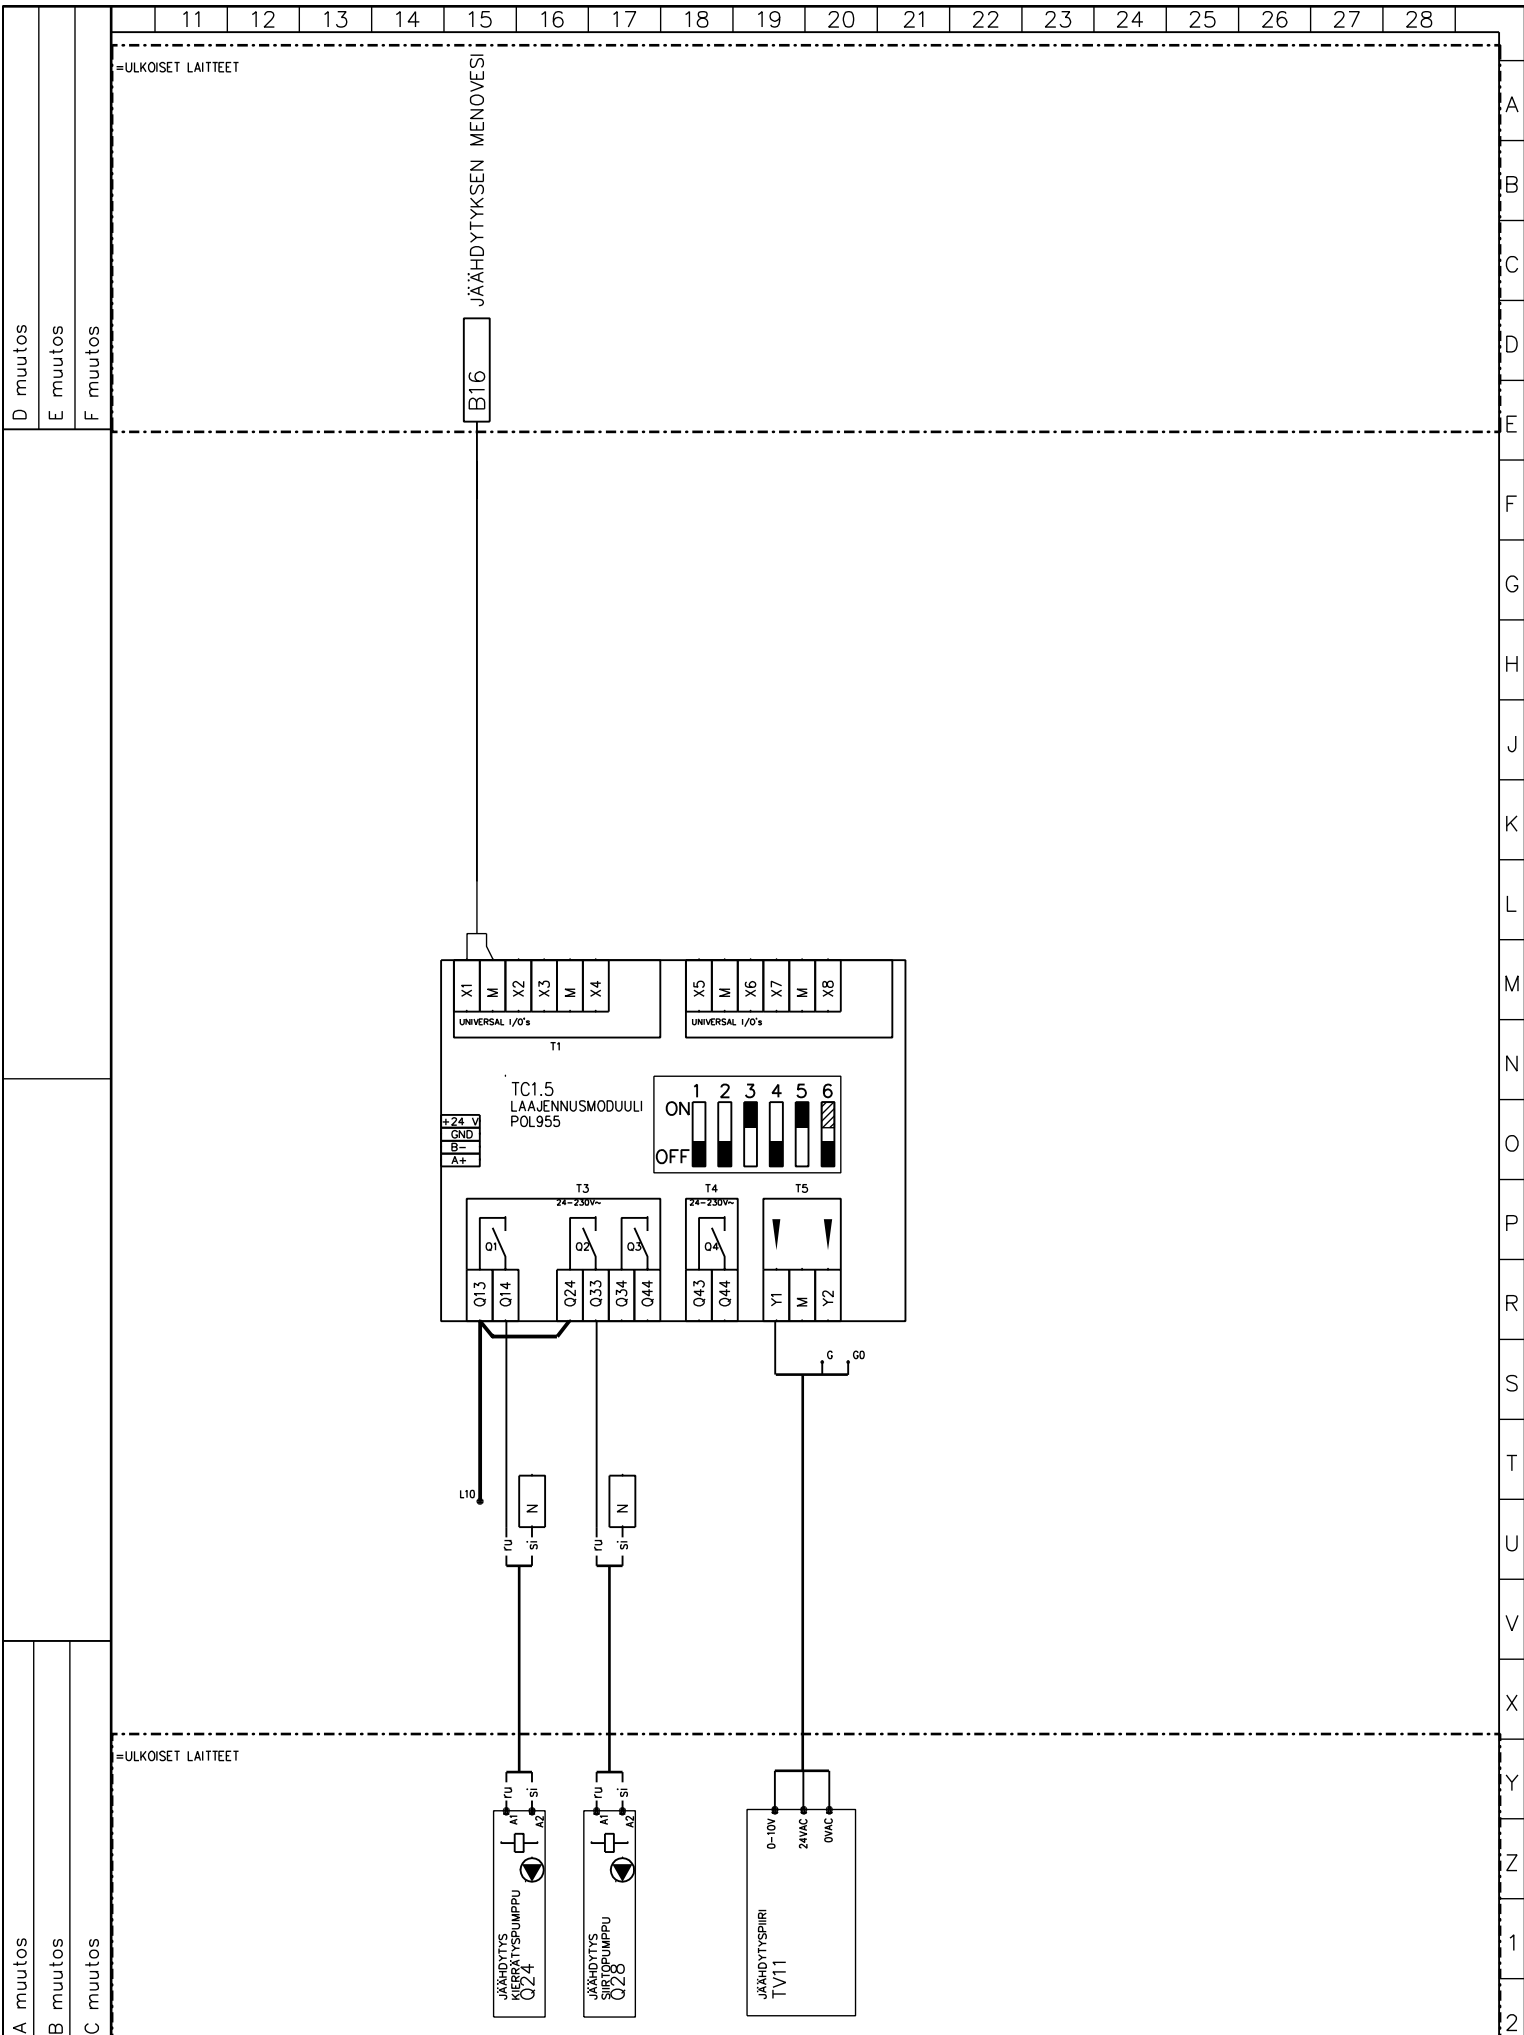 11 12 13 14 15 16 17 18 19 20 21 22 23 24 25 26 27 28
=ULKOISET LAITTEET
JÄÄHDYTYKSEN MENOVESI
B16
D muutos
E muutos
F muutos
A
B
C
D
E
F
G
H
J
K
L
M
N
O
P
R
S
T
U
V
X
Y
Z
1
2
X1 M X2 X3 M X4
UNIVERSAL I/O's
T1
X5 M X6 X7 M X8
UNIVERSAL I/O's
TC1.5
LAAJENNUSMODUULI
POL955
1 2 3 4 5 6
ON
OFF
+24 V
GND
B-
A+
T3
24-230V~
T4
24-230V~
T5
Q1 Q2 Q3 Q4
Q13 Q14 Q24 Q33 Q34 Q44
Q43 Q44
Y1 M Y2
G G0
L10
N N
ru si ru si
=ULKOISET LAITTEET
ru si ru si
A1 A2 A1 A2
0-10V 24VAC 0VAC
JÄÄHDYTYS
KIERRÄTYSPUMPPU
Q24
JÄÄHDYTYS
SIIRTOPUMPPU
Q28
JÄÄHDYTYSPIIRI
TV11
A muutos
B muutos
C muutos